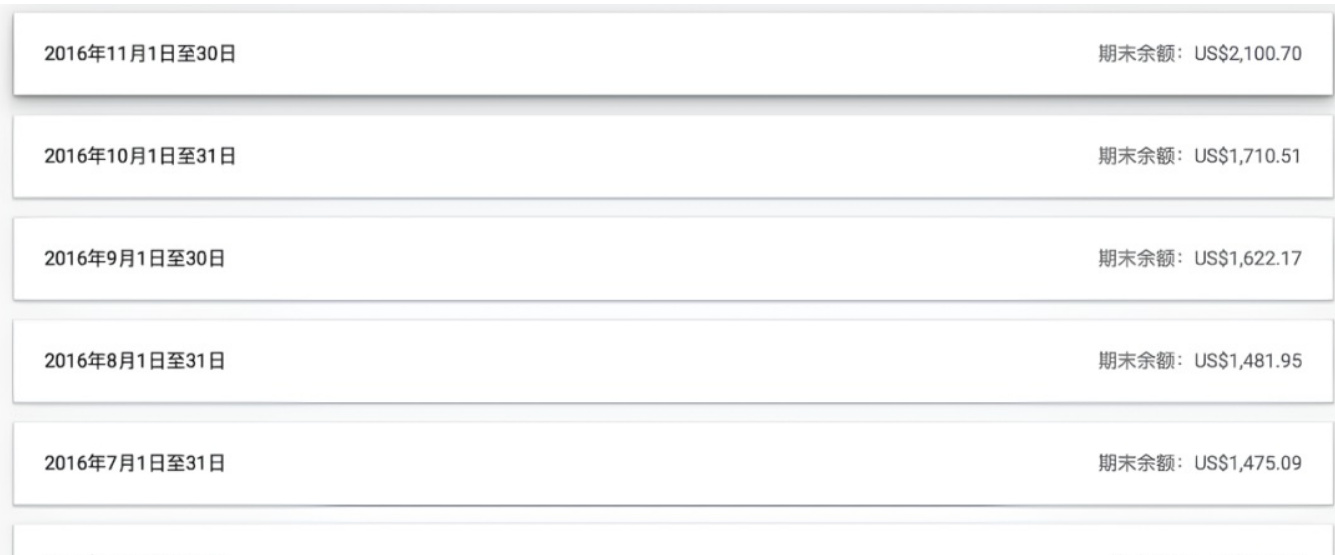 2016年11月1日至30日 期末余额：US$2,100.70
2016年10月1日至31日 期末余额：US$1,710.51
2016年9月1日至30日 期末余额：US$1,622.17
2016年8月1日至31日 期末余额：US$1,481.95
2016年7月1日至31日 期末余额：US$1,475.09